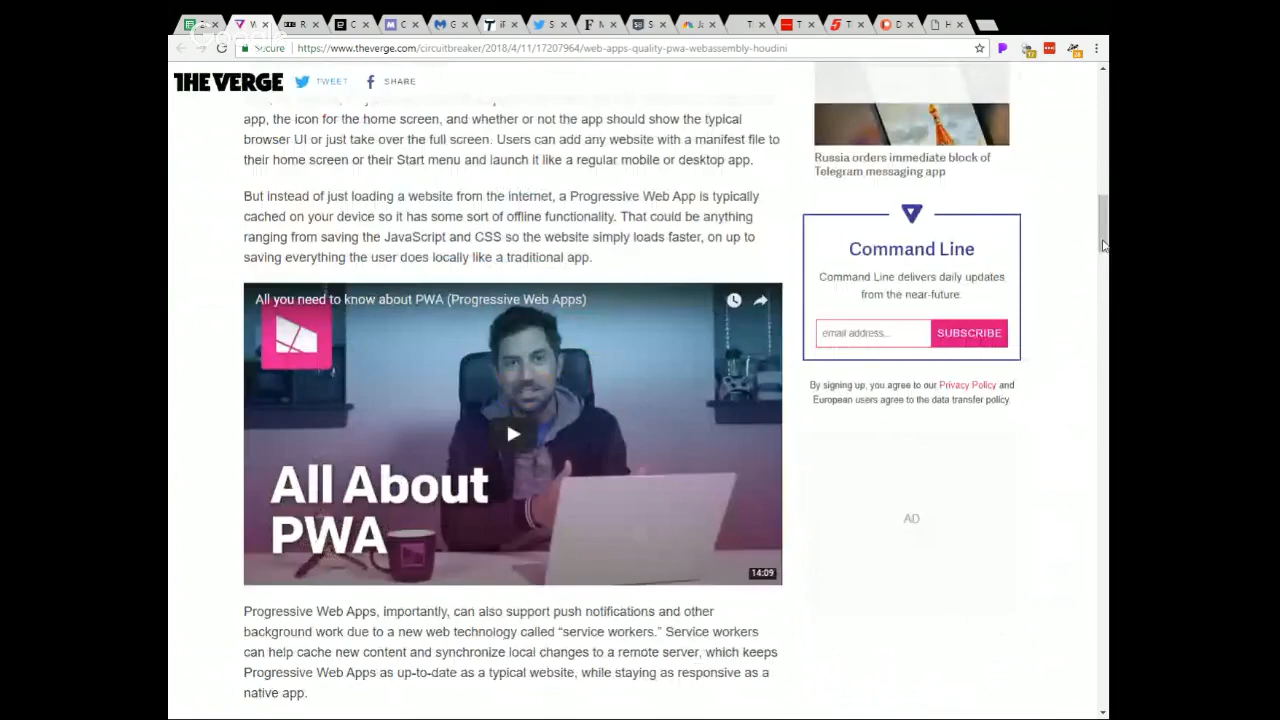 Google
Secure
https://www.theverge.com/circuitbreaker/2018/4/11/17207964/web-apps-quality-pwa-webassembly-houdini
THE VERGE TWEET SHARE
app, the icon for the home screen, and whether or not the app should show the typical
browser UI or just take over the full screen. Users can add any website with a manifest file to
their home screen or their Start menu and launch it like a regular mobile or desktop app.
But instead of just loading a website from the internet, a Progressive Web App is typically
cached on your device so it has some sort of offline functionality. That could be anything
ranging from saving the JavaScript and CSS so the website simply loads faster, on up to
saving everything the user does locally like a traditional app.
All you need to know about PWA (Progressive Web Apps)
All About
PWA
14:09
Progressive Web Apps, importantly, can also support push notifications and other
background work due to a new web technology called “service workers.” Service workers
can help cache new content and synchronize local changes to a remote server, which keeps
Progressive Web Apps as up-to-date as a typical website, while staying as responsive as a
native app.
Russia orders immediate block of
Telegram messaging app
Command Line
Command Line delivers daily updates
from the near-future.
email address... SUBSCRIBE
By signing up, you agree to our Privacy Policy and
European users agree to the data transfer policy
AD